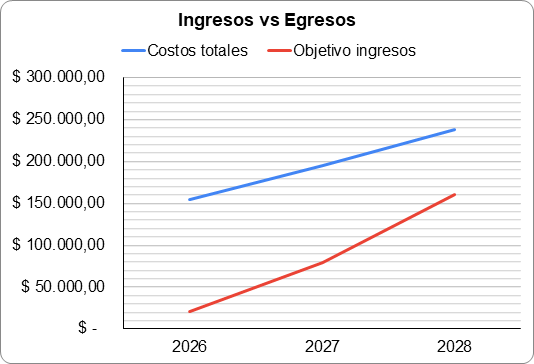 Ingresos vs Egresos
Costos totales Objetivo ingresos
$ 300.000,00
$ 250.000,00
$ 200.000,00
$ 150.000,00
$ 100.000,00
$ 50.000,00
$ -
2026 2027 2028